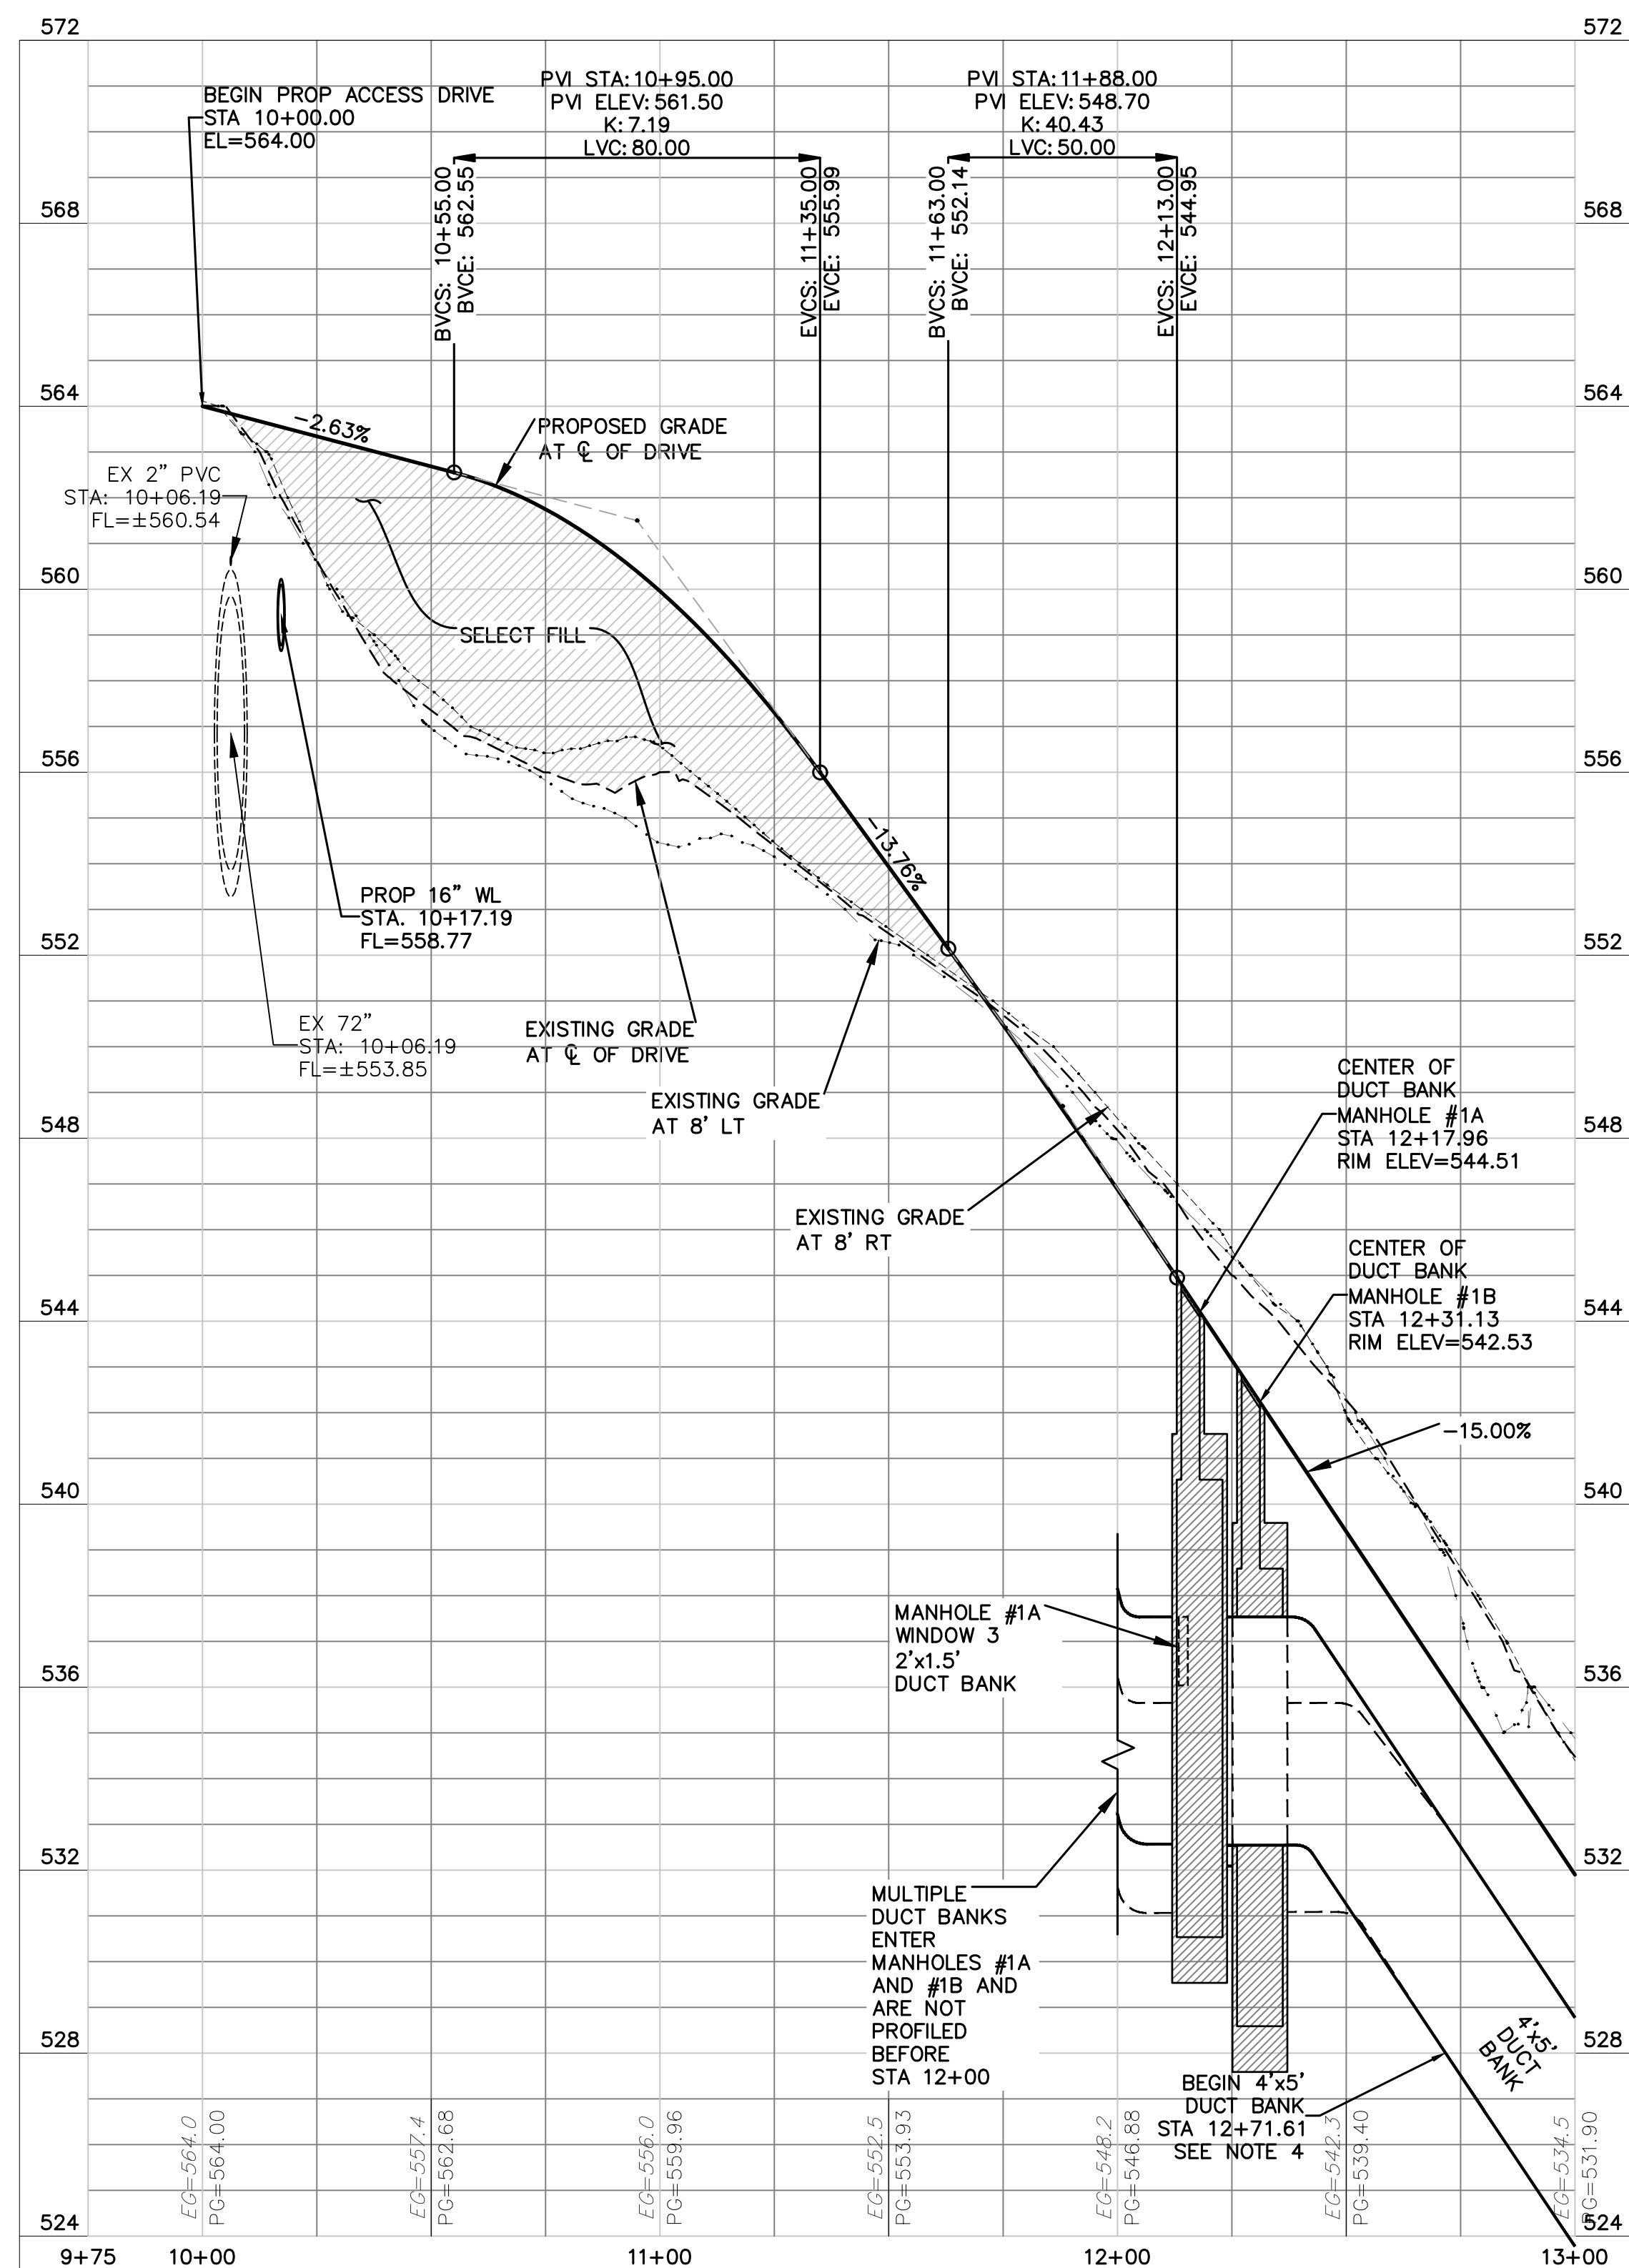 572
572
BEGIN PROP ACCESS DRIVE
STA 10+00.00
EL=564.00
PVI STA:10+95.00
PVI ELEV:561.50
K:7.19
LVC:80.00
PVI STA:11+88.00
PVI ELEV:548.70
K:40.43
LVC:50.00
BVCS: 10+55.00
BVCE: 562.55
EVCS: 11+35.00
EVCE: 555.99
BVCS: 11+63.00
BVCE: 552.14
EVCS: 12+13.00
EVCE: 544.95
568
568
564
564
-2.63%
PROPOSED GRADE
AT ℄ OF DRIVE
EX 2" PVC
STA: 10+06.19
FL=±560.54
560
560
SELECT FILL
556
556
-13.76%
PROP 16" WL
STA. 10+17.19
FL=558.77
552
552
EX 72"
STA: 10+06.19
FL=±553.85
EXISTING GRADE
AT ℄ OF DRIVE
EXISTING GRADE
AT 8' LT
CENTER OF
DUCT BANK
MANHOLE #1A
STA 12+17.96
RIM ELEV=544.51
548
548
EXISTING GRADE
AT 8' RT
CENTER OF
DUCT BANK
MANHOLE #1B
STA 12+31.13
RIM ELEV=542.53
544
544
-15.00%
540
540
MANHOLE #1A
WINDOW 3
2'x1.5'
DUCT BANK
536
536
532
532
MULTIPLE
DUCT BANKS
ENTER
MANHOLES #1A
AND #1B AND
ARE NOT
PROFILED
BEFORE
STA 12+00
4'x5'
DUCT
BANK
528
528
BEGIN 4'x5'
DUCT BANK
STA 12+71.61
SEE NOTE 4
EG=564.0
PG=564.00
EG=557.4
PG=562.68
EG=556.0
PG=559.96
EG=552.5
PG=553.93
EG=548.2
PG=546.88
EG=542.3
PG=539.40
EG=534.5
PG=531.90
524
524
9+75
10+00
11+00
12+00
13+00